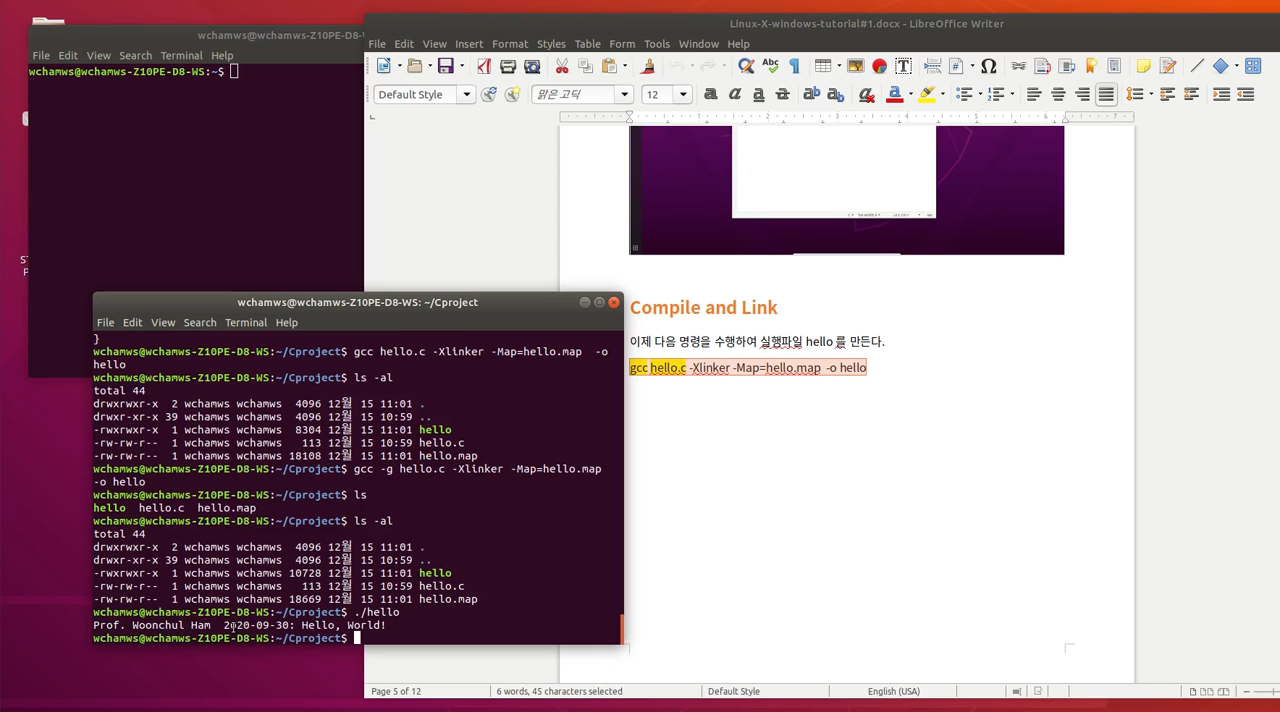 wchamws@wchamws-Z10PE-D8-
File Edit View Search Terminal Help
wchamws@wchamws-Z10PE-D8-WS:~$
Linux-X-windows-tutorial#1.docx - LibreOffice Writer
File Edit View Insert Format Styles Table Form Tools Window Help
Default Style 맑은 고딕 12
1 2 3 4 5 6 7
Compile and Link
이제 다음 명령을 수행하여 실행파일 hello 를 만든다.
gcc hello.c -Xlinker -Map=hello.map -o hello
wchamws@wchamws-Z10PE-D8-WS: ~/Cproject
File Edit View Search Terminal Help
}
wchamws@wchamws-Z10PE-D8-WS:~/Cproject$ gcc hello.c -Xlinker -Map=hello.map  -o
hello
wchamws@wchamws-Z10PE-D8-WS:~/Cproject$ ls -al
total 44
drwxrwxr-x  2 wchamws wchamws  4096 12월 15 11:01 .
drwxr-xr-x 39 wchamws wchamws  4096 12월 15 10:59 ..
-rwxrwxr-x  1 wchamws wchamws  8304 12월 15 11:01 hello
-rw-rw-r--  1 wchamws wchamws   113 12월 15 10:59 hello.c
-rw-rw-r--  1 wchamws wchamws 18108 12월 15 11:01 hello.map
wchamws@wchamws-Z10PE-D8-WS:~/Cproject$ gcc -g hello.c -Xlinker -Map=hello.map
-o hello
wchamws@wchamws-Z10PE-D8-WS:~/Cproject$ ls
hello  hello.c  hello.map
wchamws@wchamws-Z10PE-D8-WS:~/Cproject$ ls -al
total 44
drwxrwxr-x  2 wchamws wchamws  4096 12월 15 11:01 .
drwxr-xr-x 39 wchamws wchamws  4096 12월 15 10:59 ..
-rwxrwxr-x  1 wchamws wchamws 10728 12월 15 11:01 hello
-rw-rw-r--  1 wchamws wchamws   113 12월 15 10:59 hello.c
-rw-rw-r--  1 wchamws wchamws 18669 12월 15 11:01 hello.map
wchamws@wchamws-Z10PE-D8-WS:~/Cproject$ ./hello
Prof. Woonchul Ham  2020-09-30: Hello, World!
wchamws@wchamws-Z10PE-D8-WS:~/Cproject$
Page 5 of 12 6 words, 45 characters selected Default Style English (USA)